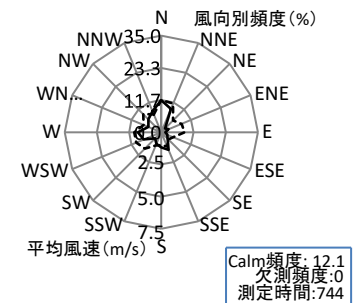 N
風向別頻度(%)
35.0
NNW
NNE
NW
NE
23.3
WN...
ENE
11.7
W
0.0
E
WSW
2.5
ESE
SW
5.0
SE
SSW
SSE
7.5
平均風速(m/s)
S
Calm頻度: 12.1
欠測頻度:0
測定時間:744